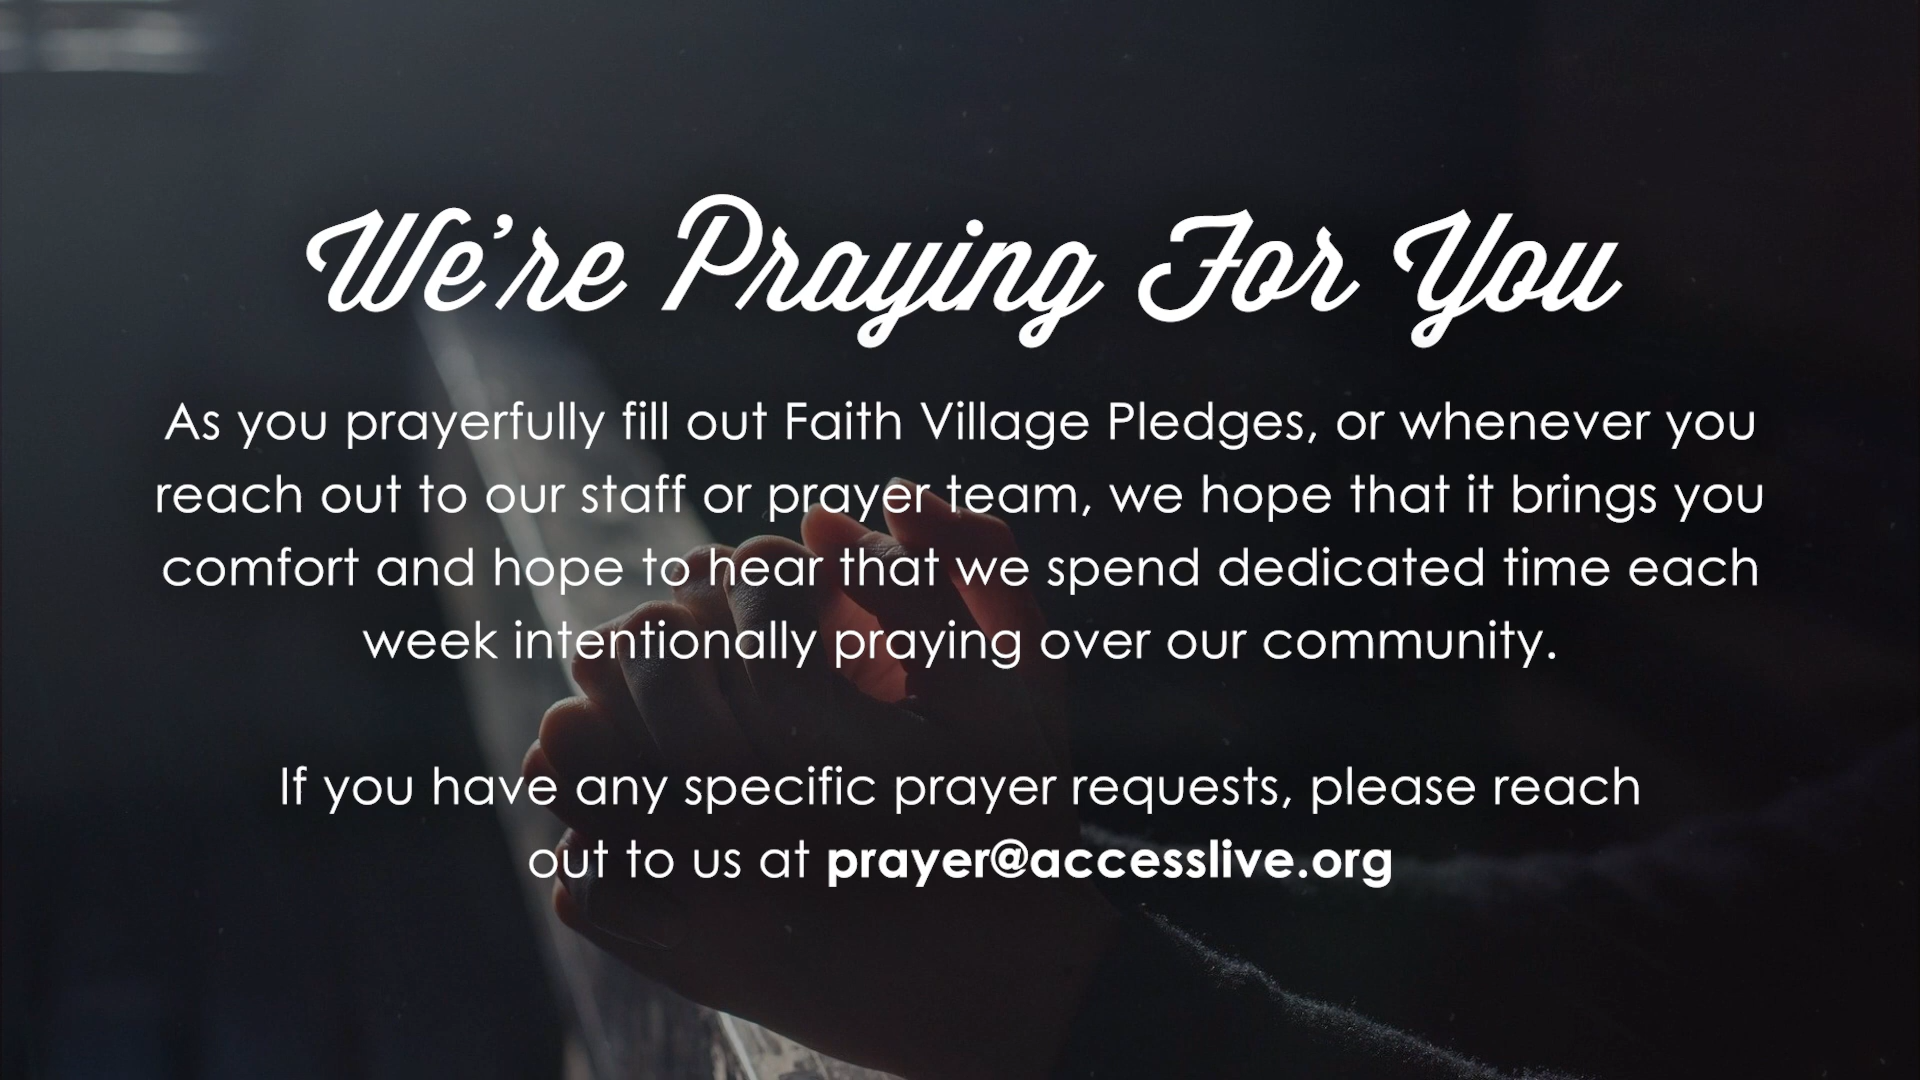 We're Praying For You
As you prayerfully fill out Faith Village Pledges, or whenever you
reach out to our staff or prayer team, we hope that it brings you
comfort and hope to hear that we spend dedicated time each
week intentionally praying over our community.
If you have any specific prayer requests, please reach
out to us at prayer@accesslive.org